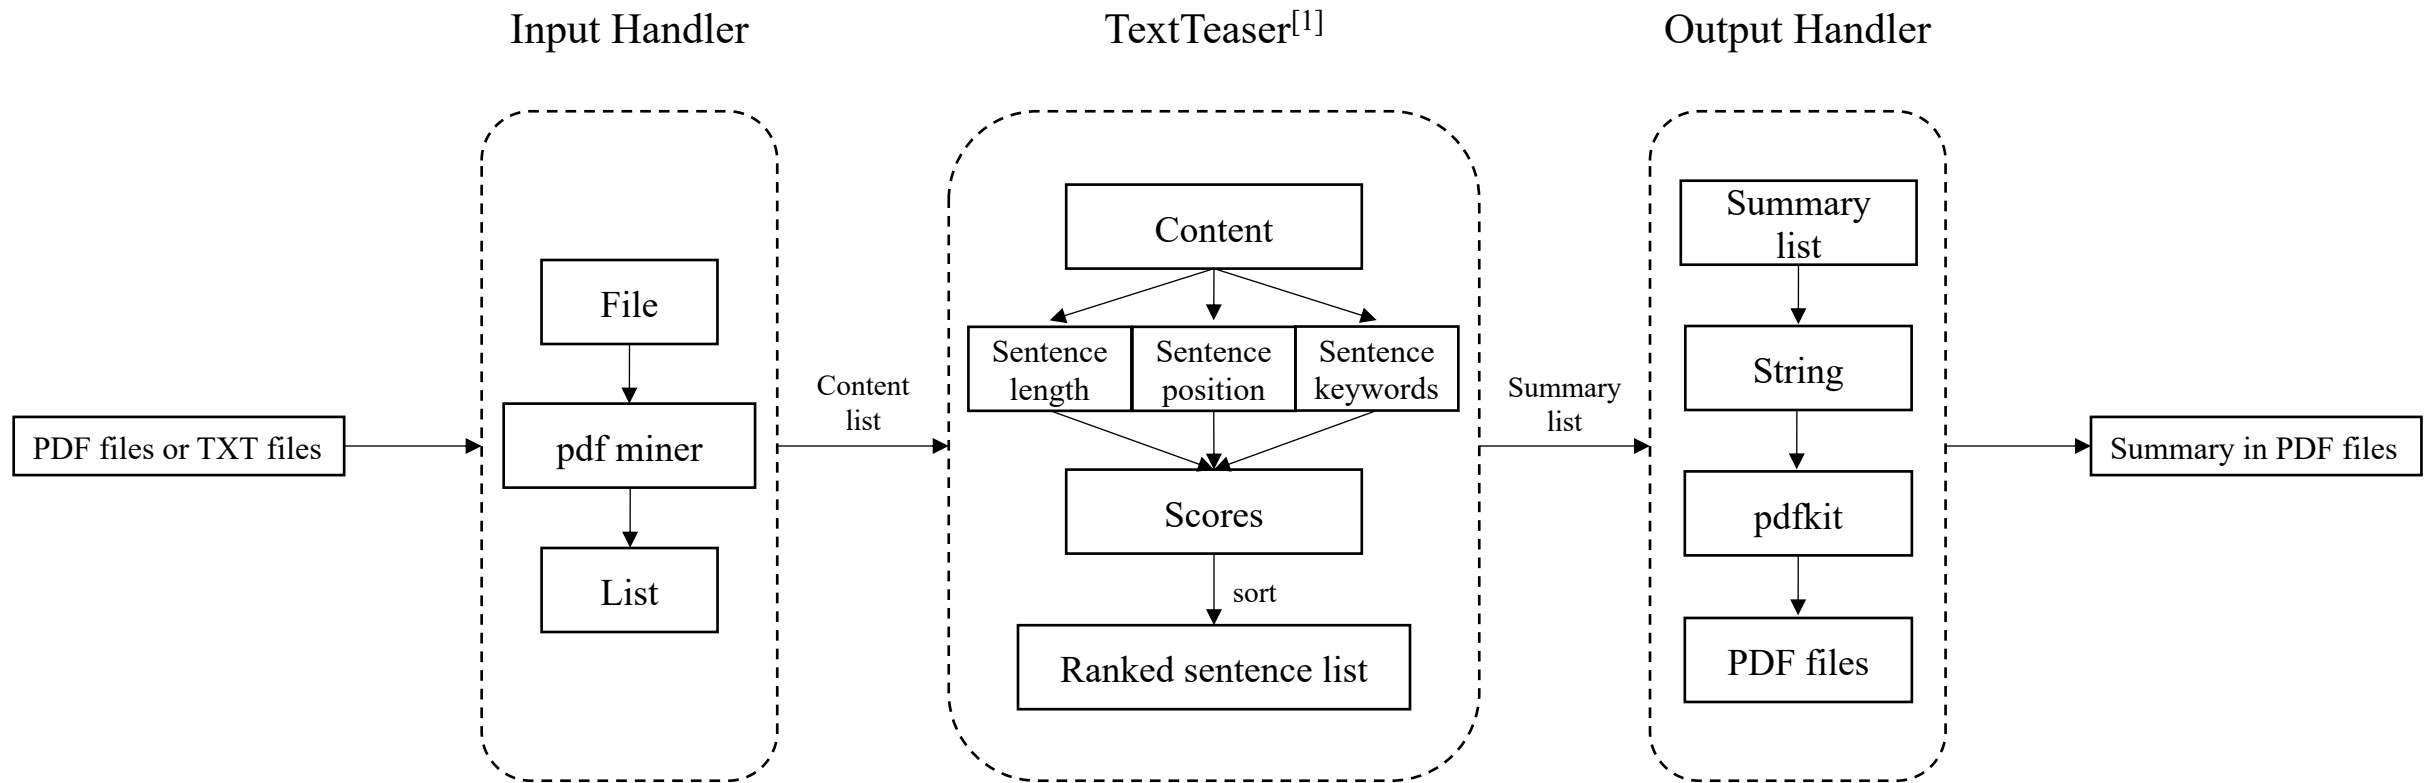 Input Handler
TextTeaser[1]
Output Handler
PDF files or TXT files
File
pdf miner
List
Content
list
Content
Sentence
length
Sentence
position
Sentence
keywords
Scores
sort
Ranked sentence list
Summary
list
Summary
list
String
pdfkit
PDF files
Summary in PDF files